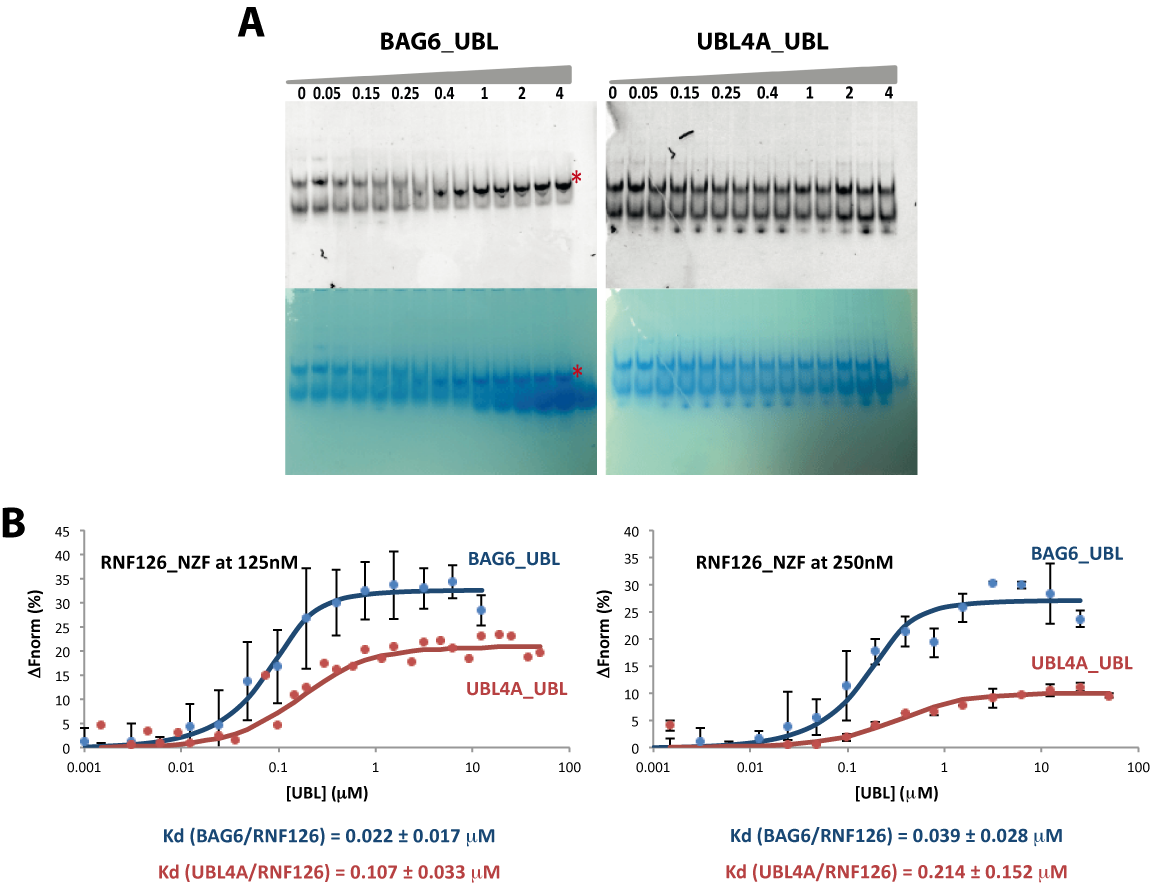 A
BAG6_UBL
UBL4A_UBL
0 0.05 0.15 0.25 0.4 1 2 4
0 0.05 0.15 0.25 0.4 1 2 4
*
*
B
45
40
35
30
25
20
15
10
5
0
ΔFnorm (%)
RNF126_NZF at 125nM
BAG6_UBL
UBL4A_UBL
0.001 0.01 0.1 1 10 100
[UBL] (μM)
Kd (BAG6/RNF126) = 0.022 ± 0.017 μM
Kd (UBL4A/RNF126) = 0.107 ± 0.033 μM
40
35
30
25
20
15
10
5
0
ΔFnorm (%)
RNF126_NZF at 250nM
BAG6_UBL
UBL4A_UBL
0.001 0.01 0.1 1 10 100
[UBL] (μM)
Kd (BAG6/RNF126) = 0.039 ± 0.028 μM
Kd (UBL4A/RNF126) = 0.214 ± 0.152 μM